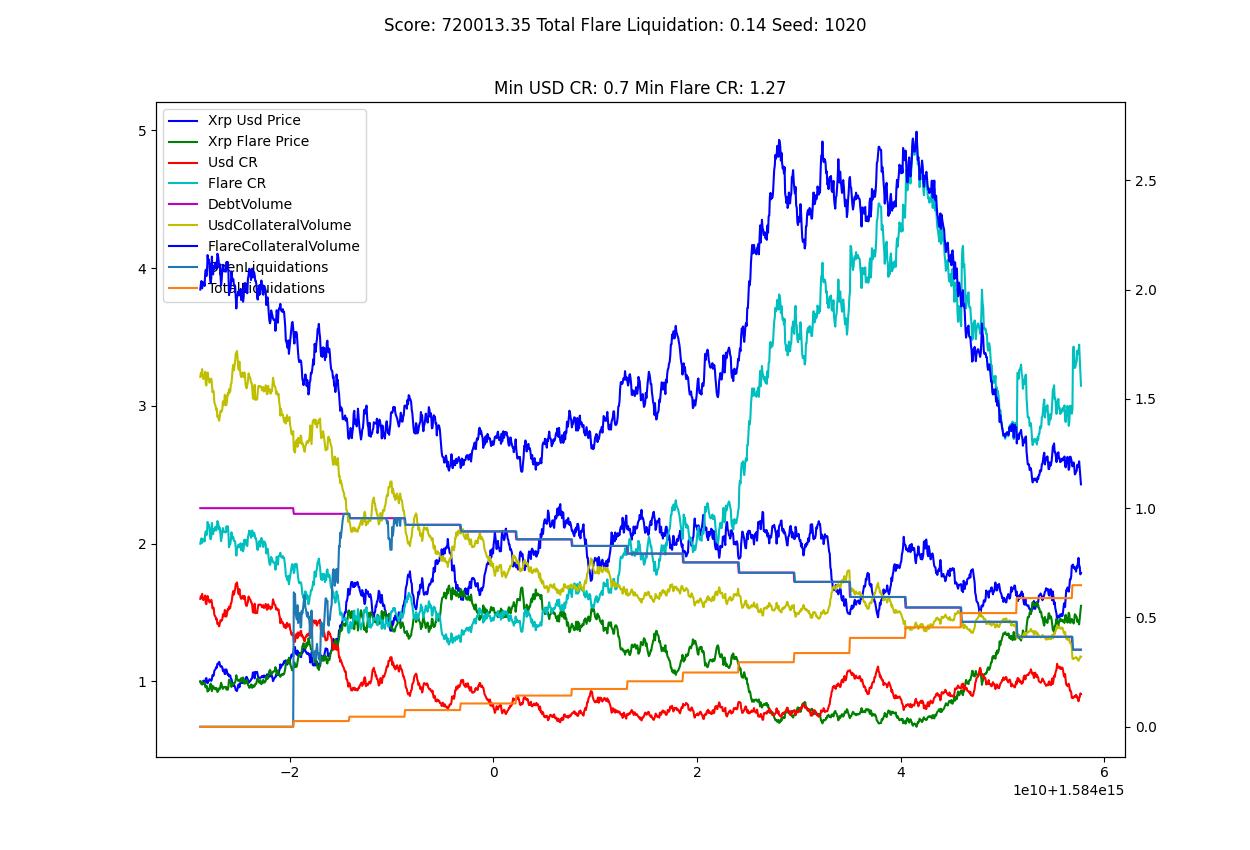 Score: 720013.35 Total Flare Liquidation: 0.14 Seed: 1020
Min USD CR: 0.7 Min Flare CR: 1.27
Xrp Usd Price
Xrp Flare Price
Usd CR
Flare CR
DebtVolume
UsdCollateralVolume
FlareCollateralVolume
OpenLiquidations
TotalLiquidations
5
4
3
2
1
2.5
2.0
1.5
1.0
0.5
0.0
−2
0
2
4
6
1e10+1.584e15